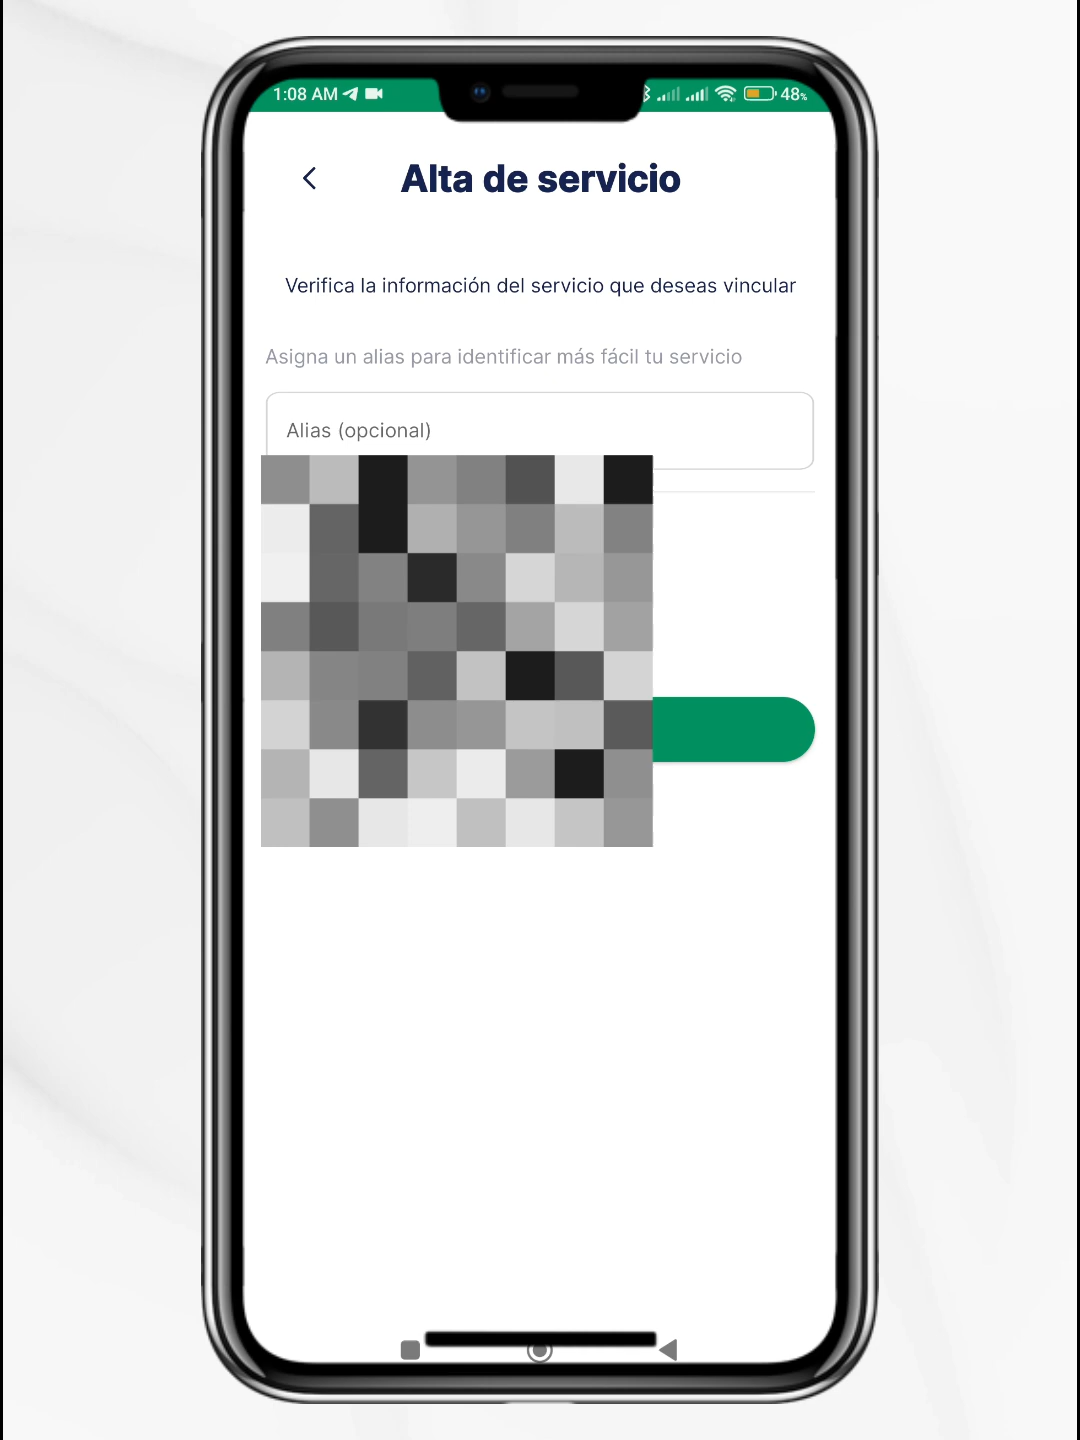 1:08 AM
48%
Alta de servicio
Verifica la información del servicio que deseas vincular
Asigna un alias para identificar más fácil tu servicio
Alias (opcional)